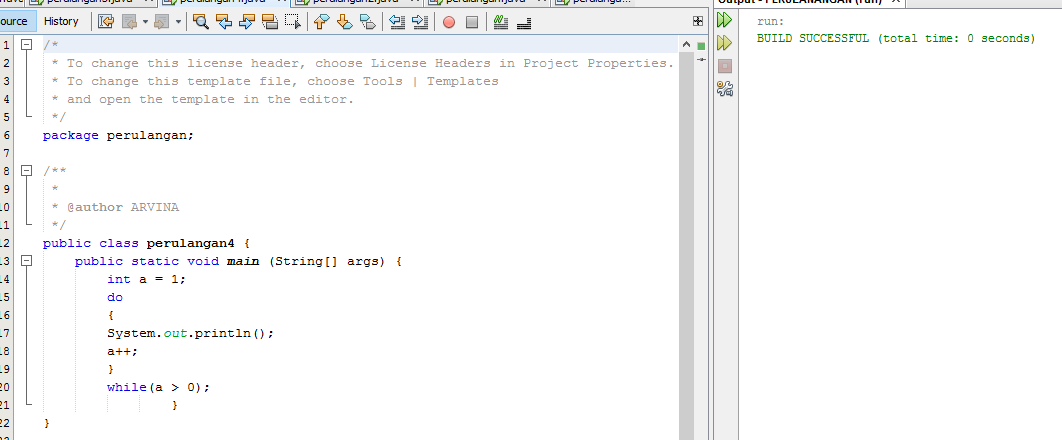 ource History
1 /*
2 * To change this license header, choose License Headers in Project Properties.
3 * To change this template file, choose Tools | Templates
4 * and open the template in the editor.
5 */
6 package perulangan;
7
8 /**
9 *
10 * @author ARVINA
11 */
12 public class perulangan4 {
13 public static void main (String[] args) {
14 int a = 1;
15 do
16 {
17 System.out.println();
18 a++;
19 }
20 while(a > 0);
21 }
22 }
Output - PERULANGAN (run)
run:
BUILD SUCCESSFUL (total time: 0 seconds)